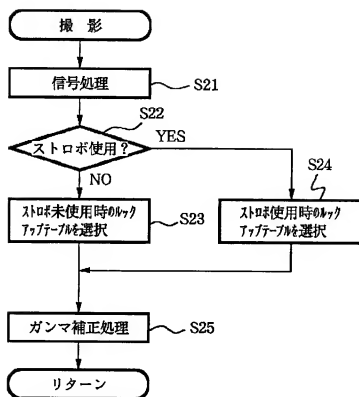 撮影
信号処理
S21
S22
ストロボ使用?
YES
NO
S24
ストロボ未使用時のルック
アップテーブルを選択
S23
ストロボ使用時のルック
アップテーブルを選択
ガンマ補正処理
S25
リターン